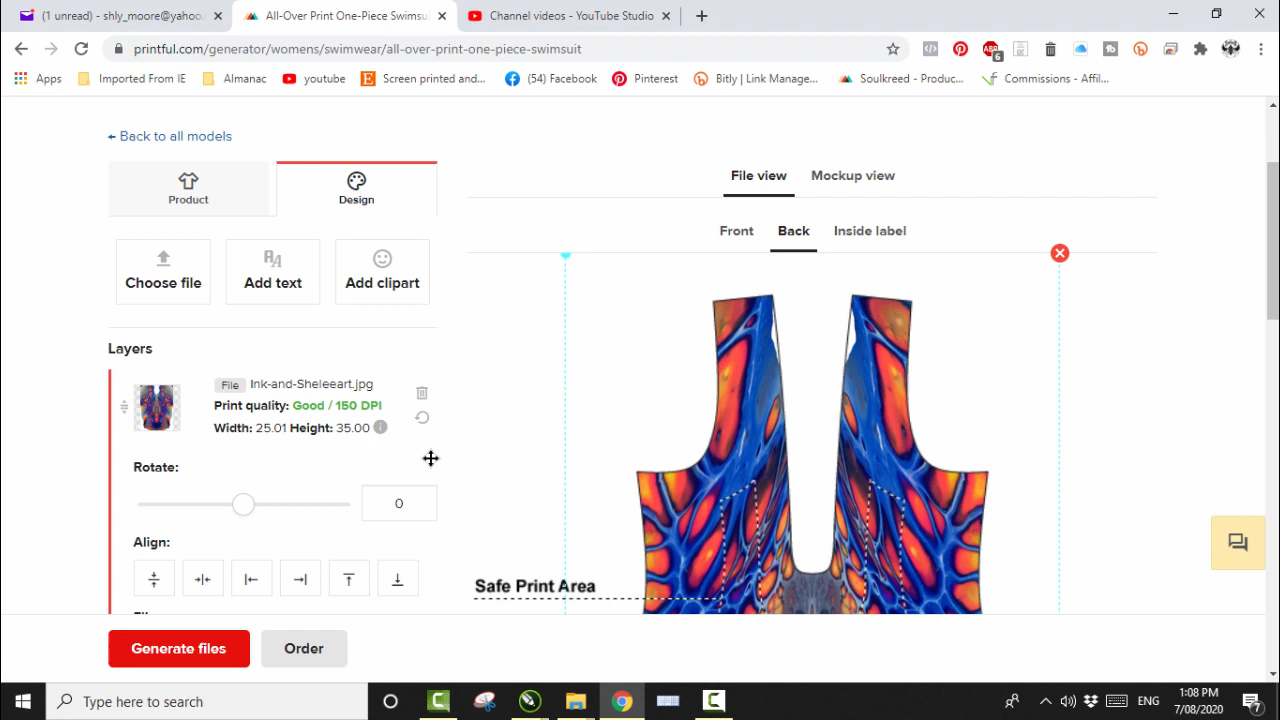 (1 unread) - shly_moore@yahoo.
All-Over Print One-Piece Swimsu
Channel videos - YouTube Studio
printful.com/generator/womens/swimwear/all-over-print-one-piece-swimsuit
6
Apps
Imported From IE
Almanac
youtube
Screen printed and...
(54) Facebook
Pinterest
Bitly | Link Manage...
Soulkreed - Produc...
Commissions - Affil...
Back to all models
Product
Design
File view
Mockup view
Front
Back
Inside label
Choose file
Add text
Add clipart
Layers
File Ink-and-Sheleeart.jpg
Print quality: Good / 150 DPI
Width: 25.01 Height: 35.00
Rotate:
0
Align:
Safe Print Area
Generate files
Order
Type here to search
ENG
1:08 PM
7/08/2020
7